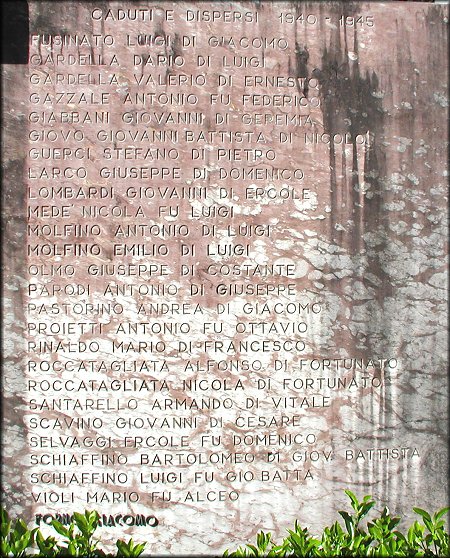 CADUTI E DISPERSI 1940 - 1945
FUSINATO LUIGI DI GIACOMO
GARDELLA DARIO DI LUIGI
GARDELLA VALERIO DI ERNESTO
GAZZALE ANTONIO FU FEDERICO
GIABBANI GIOVANNI DI GEREMIA
GIOVO GIOVANNI BATTISTA DI NICOLO'
GUERCI STEFANO DI PIETRO
LARCO GIUSEPPE DI DOMENICO
LOMBARDI GIOVANNI DI ERCOLE
MEDE NICOLA FU LUIGI
MOLFINO ANTONIO DI LUIGI
MOLFINO EMILIO DI LUIGI
OLMO GIUSEPPE DI COSTANTE
PARODI ANTONIO DI GIUSEPPE
PASTORINO ANDREA DI GIACOMO
PROIETTI ANTONIO FU OTTAVIO
RINALDO MARIO DI FRANCESCO
ROCCATAGLIATA ALFONSO DI FORTUNATO
ROCCATAGLIATA NICOLA DI FORTUNATO
SANTARELLO ARMANDO DI VITALE
SCAVINO GIOVANNI DI CESARE
SELVAGGI ERCOLE FU DOMENICO
SCHIAFFINO BARTOLOMEO DI GIOV BATTISTA
SCHIAFFINO LUIGI FU GIO BATTA
VIOLI MARIO FU ALCEO
GIACOMO